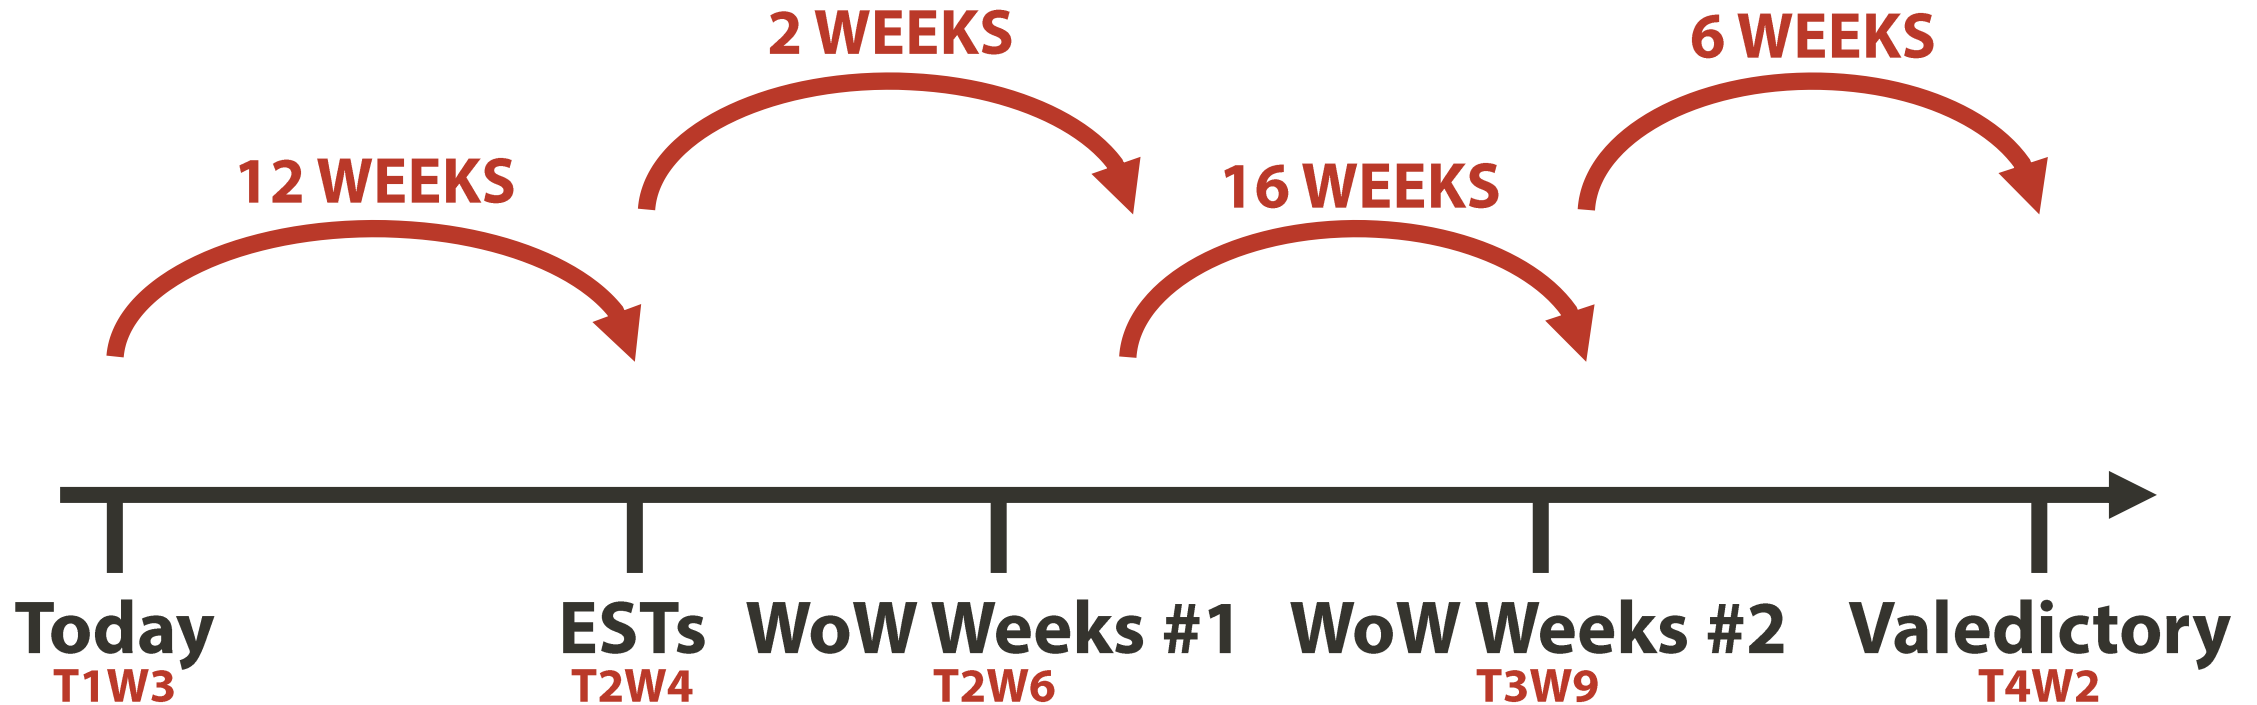 2 WEEKS
6 WEEKS
12 WEEKS
16 WEEKS
Today
T1W3
ESTs
T2W4
WoW Weeks #1
T2W6
WoW Weeks #2
T3W9
Valedictory
T4W2